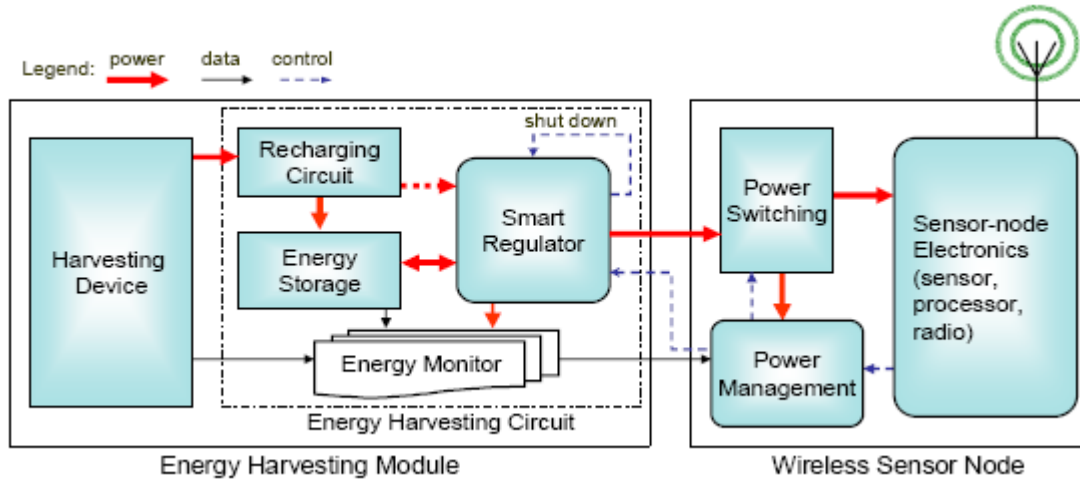 Legend: power data control
shut down
Recharging
Circuit
Smart
Regulator
Power
Switching
Harvesting
Device
Energy
Storage
Sensor-node
Electronics
(sensor,
processor,
radio)
Energy Monitor
Power
Management
Energy Harvesting Circuit
Energy Harvesting Module
Wireless Sensor Node